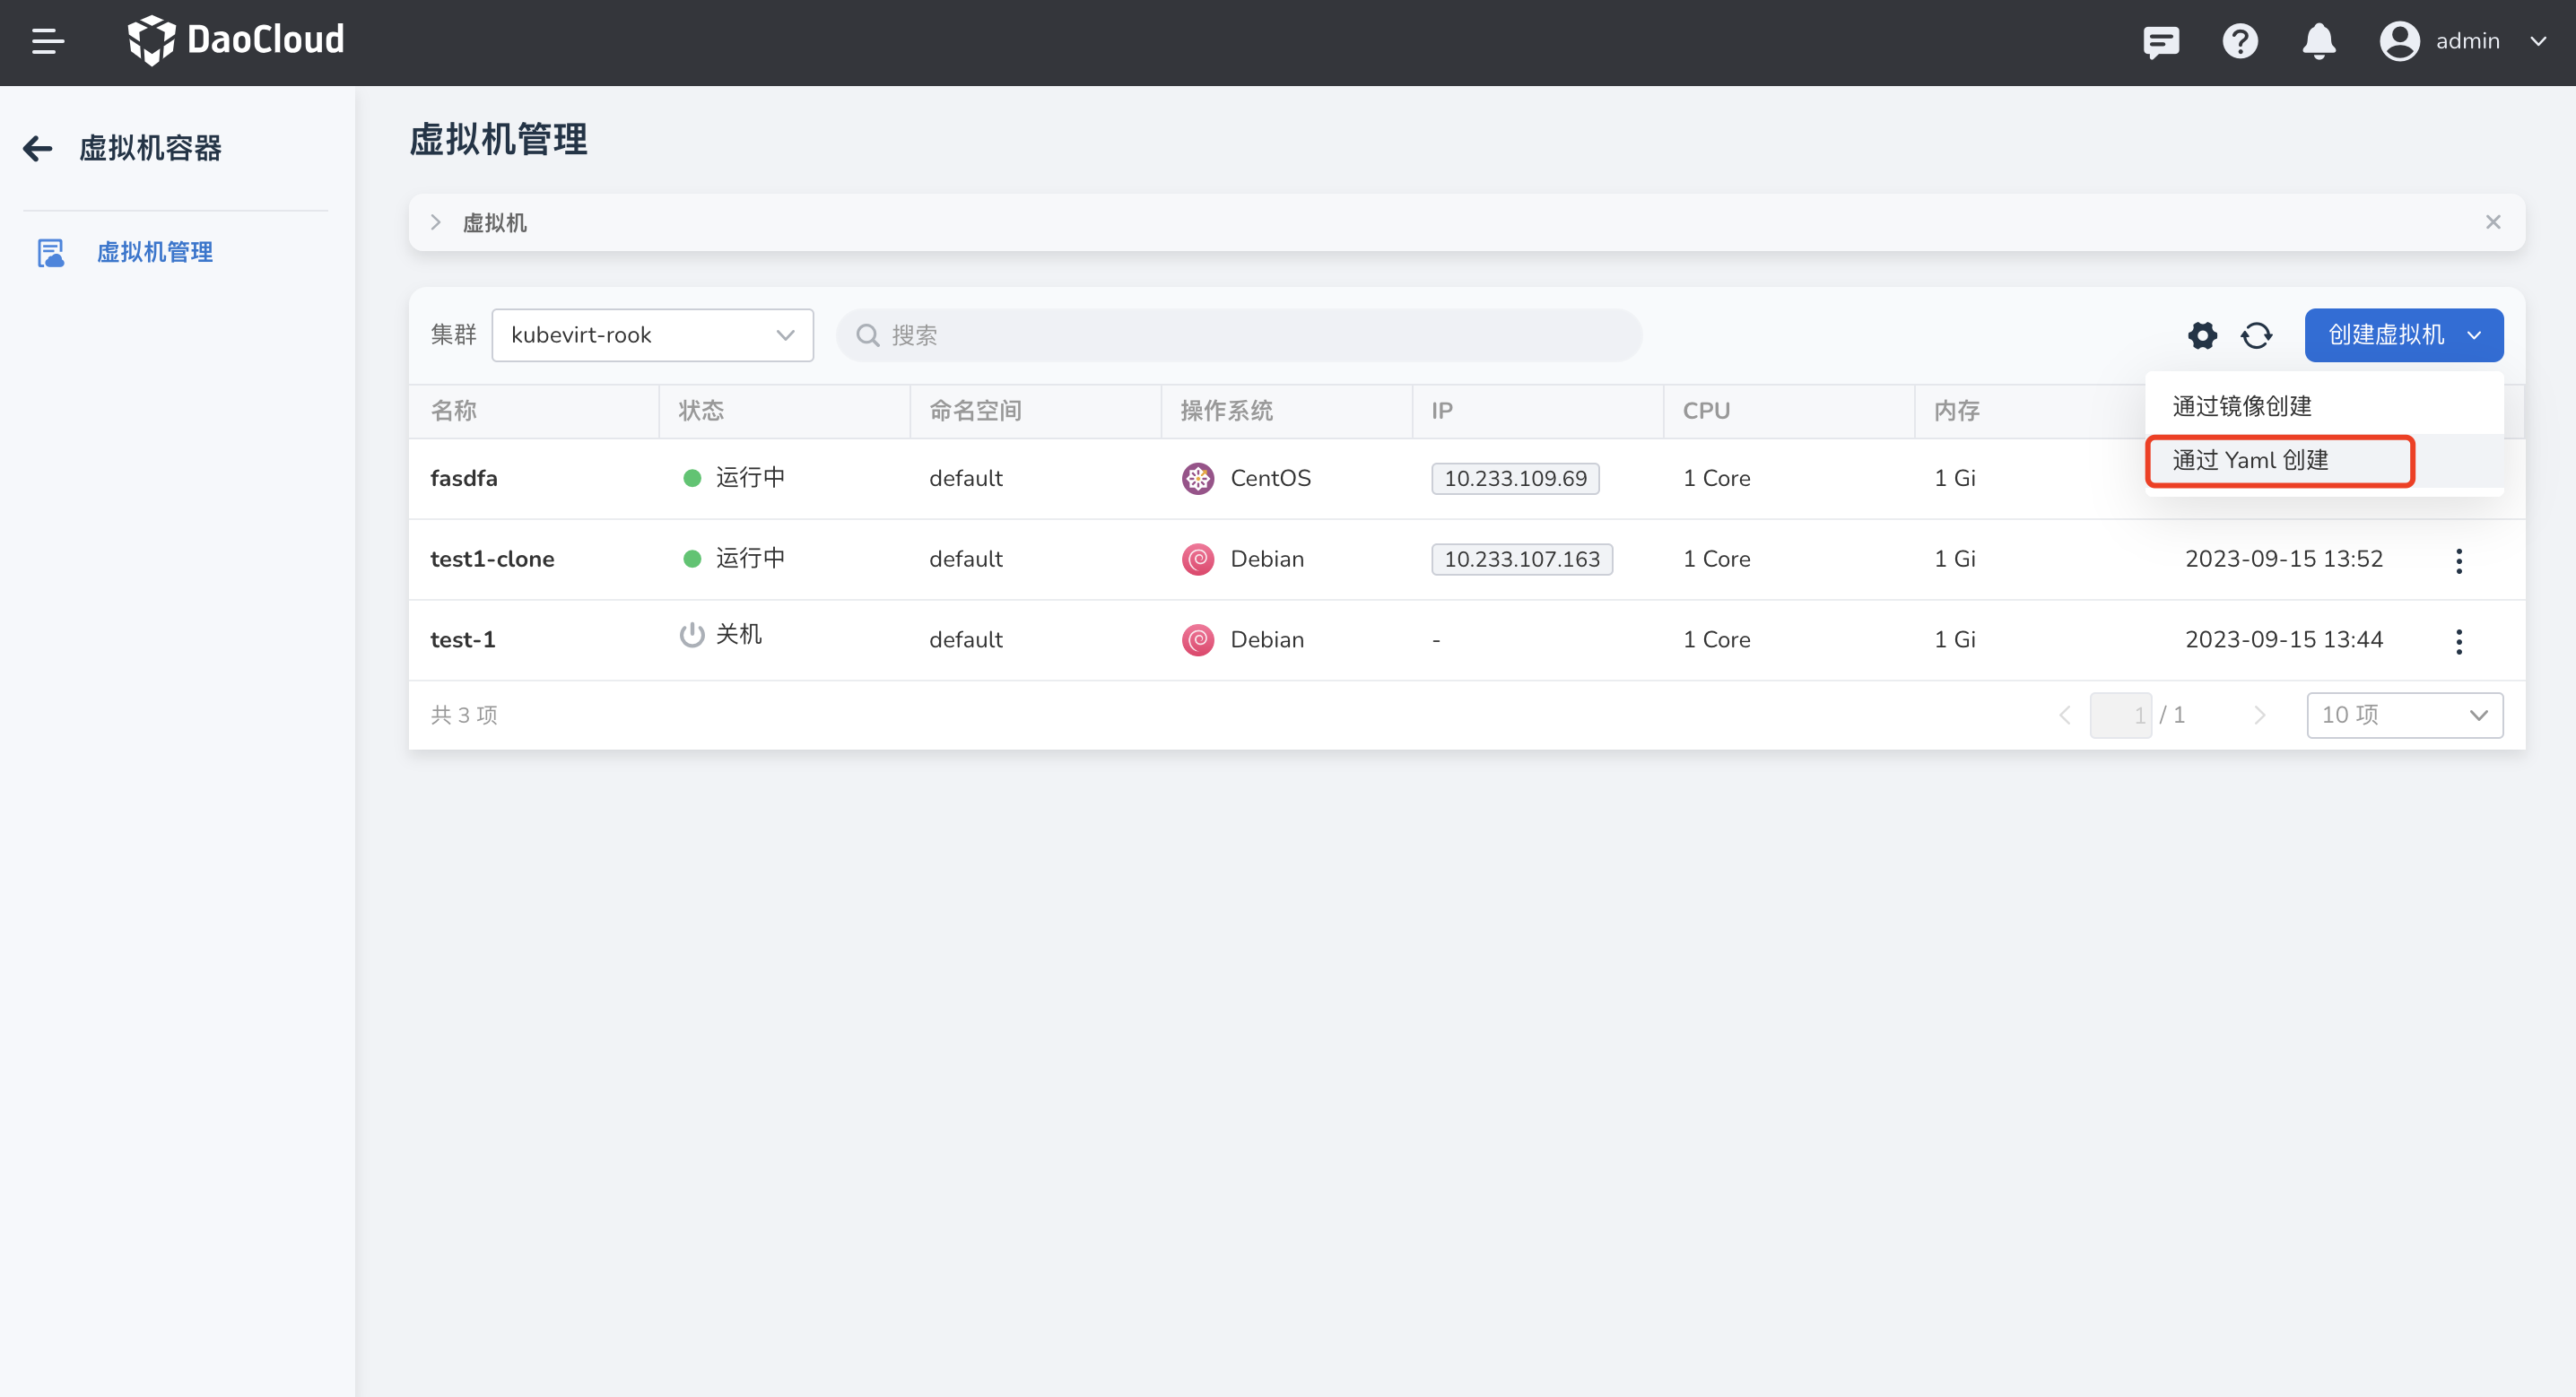 DaoCloud
admin
虚拟机容器
虚拟机管理
虚拟机管理
虚拟机
集群 kubevirt-rook 搜索 创建虚拟机
通过镜像创建
通过 Yaml 创建
名称 状态 命名空间 操作系统 IP CPU 内存
fasdfa 运行中 default CentOS 10.233.109.69 1 Core 1 Gi
test1-clone 运行中 default Debian 10.233.107.163 1 Core 1 Gi 2023-09-15 13:52
test-1 关机 default Debian - 1 Core 1 Gi 2023-09-15 13:44
共 3 项 1 / 1 10 项